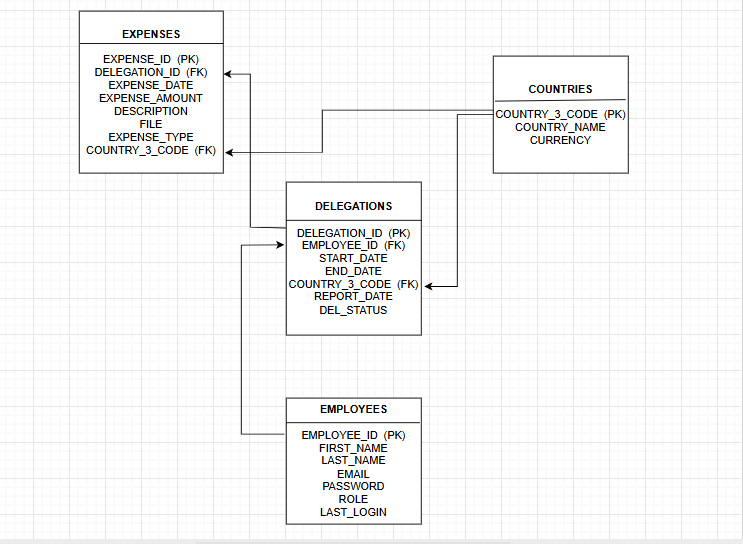 EXPENSES
EXPENSE_ID (PK)
DELEGATION_ID (FK)
EXPENSE_DATE
EXPENSE_AMOUNT
DESCRIPTION
FILE
EXPENSE_TYPE
COUNTRY_3_CODE (FK)
COUNTRIES
COUNTRY_3_CODE (PK)
COUNTRY_NAME
CURRENCY
DELEGATIONS
DELEGATION_ID (PK)
EMPLOYEE_ID (FK)
START_DATE
END_DATE
COUNTRY_3_CODE (FK)
REPORT_DATE
DEL_STATUS
EMPLOYEES
EMPLOYEE_ID (PK)
FIRST_NAME
LAST_NAME
EMAIL
PASSWORD
ROLE
LAST_LOGIN